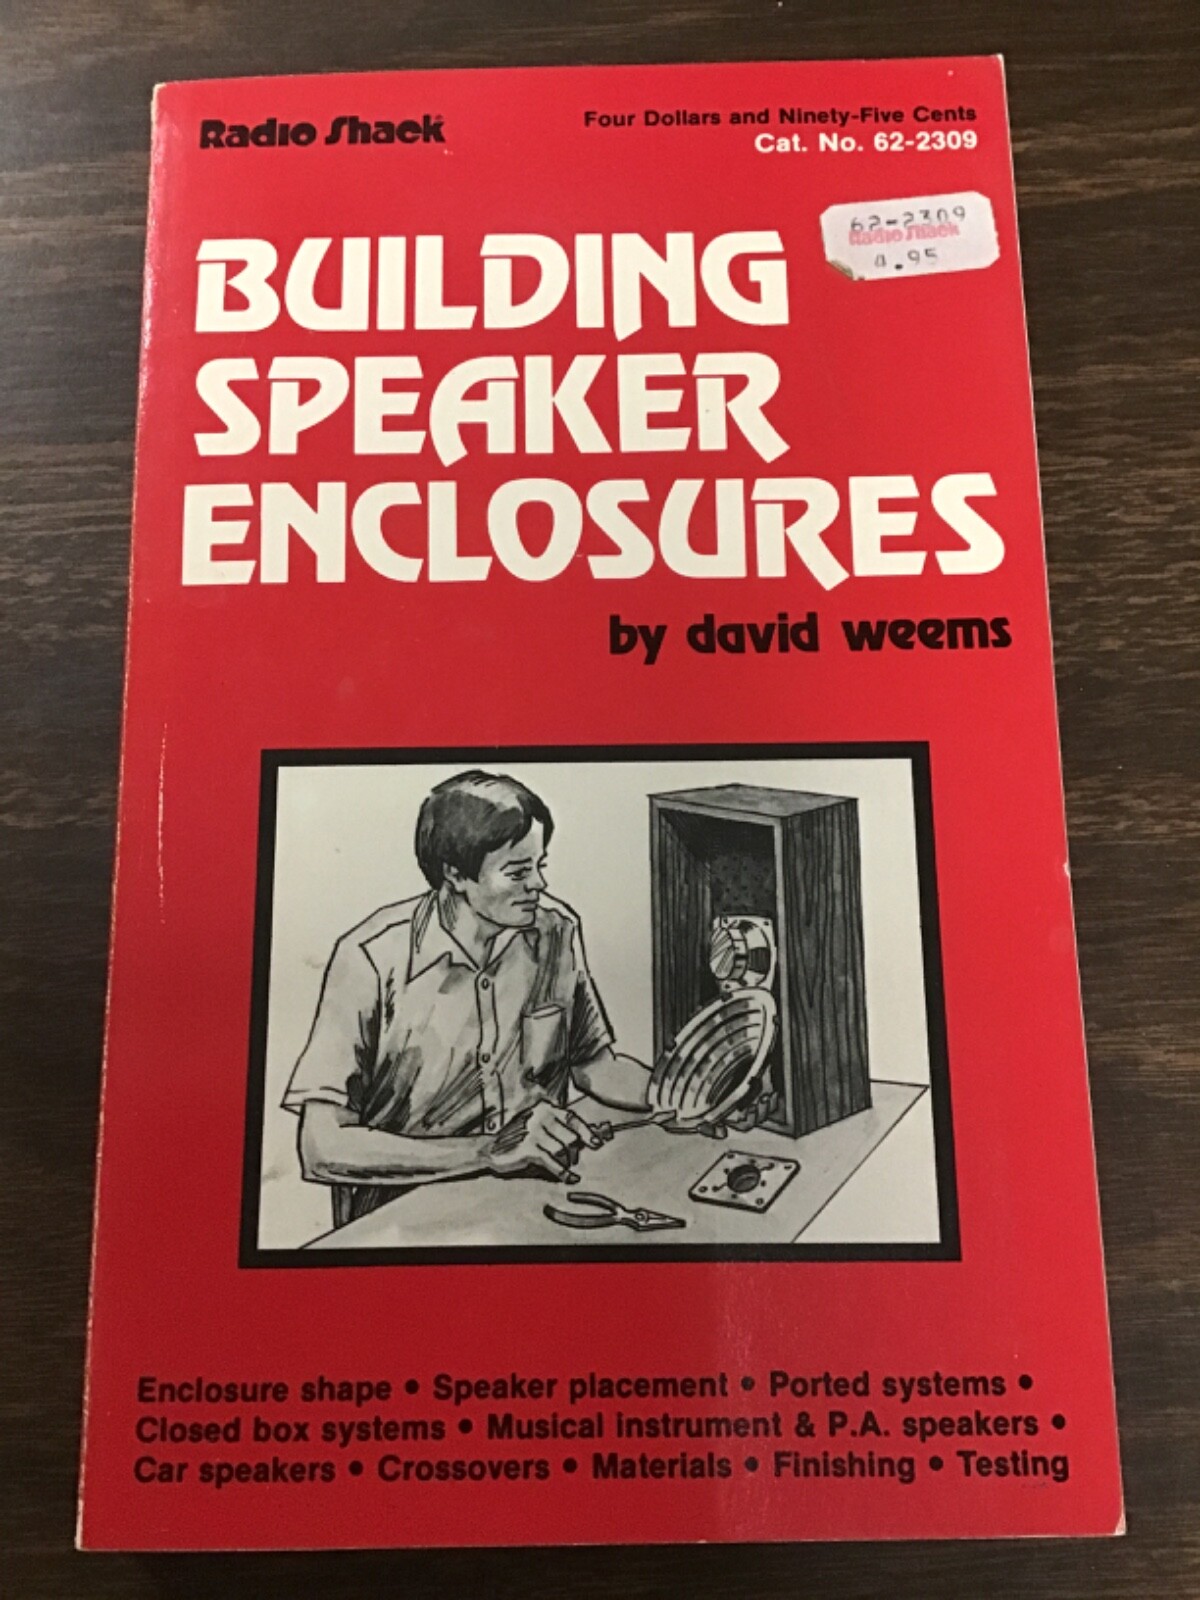 Radio Shack
Four Dollars and Ninety-Five Cents
Cat. No. 62-2309
62-2309
Radio Shack
4.95
BUILDING
SPEAKER
ENCLOSURES
by david weems
Enclosure shape • Speaker placement • Ported systems •
Closed box systems • Musical instrument & P.A. speakers •
Car speakers • Crossovers • Materials • Finishing • Testing